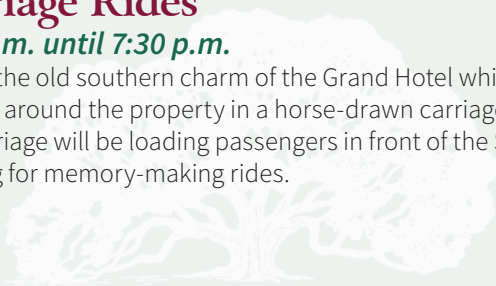 iage Rides
m. until 7:30 p.m.
the old southern charm of the Grand Hotel whi
around the property in a horse-drawn carriage
riage will be loading passengers in front of the
g for memory-making rides.